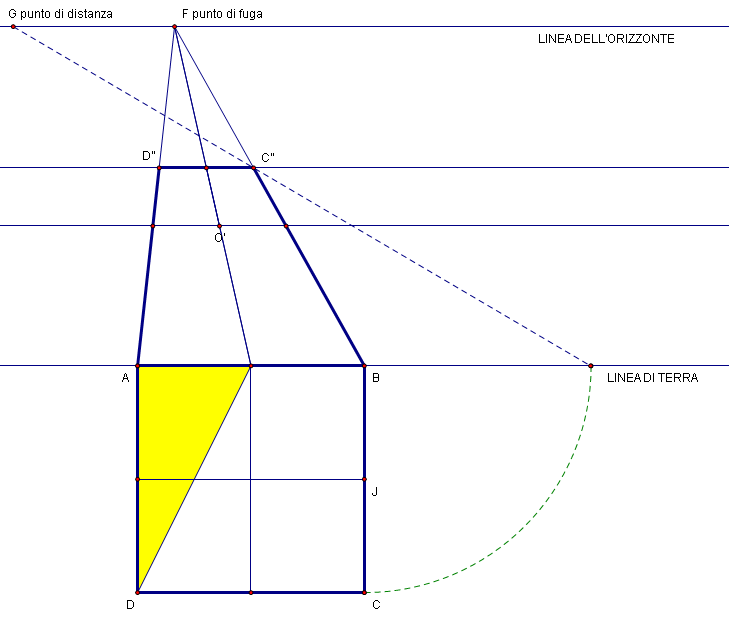 G punto di distanza
F punto di fuga
LINEA DELL'ORIZZONTE
D"
C"
O'
A
B
LINEA DI TERRA
J
D
C